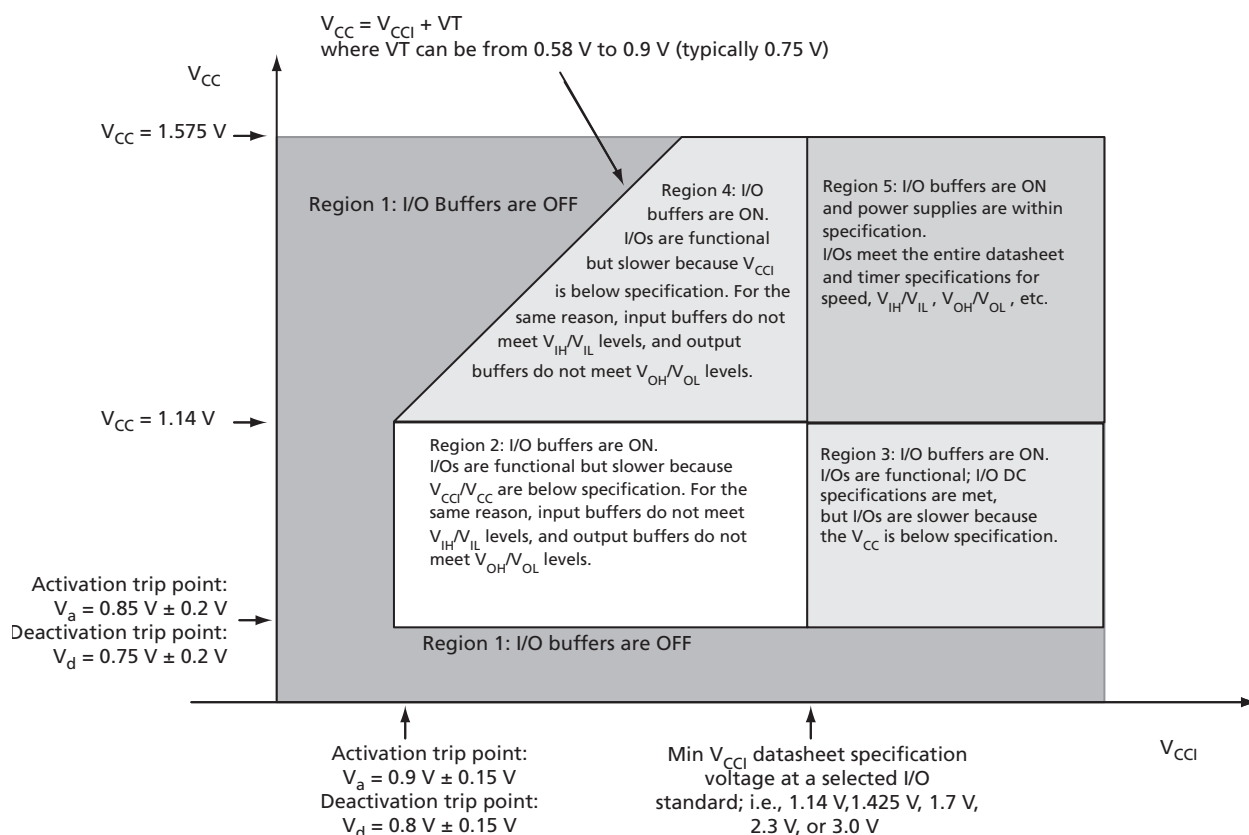 V_CC = V_CCI + VT
where VT can be from 0.58 V to 0.9 V (typically 0.75 V)
V_CC
V_CC = 1.575 V
Region 1: I/O Buffers are OFF
Region 4: I/O
buffers are ON.
I/Os are functional
but slower because V_CCI
is below specification. For the
same reason, input buffers do not
meet V_IH/V_IL levels, and output
buffers do not meet V_OH/V_OL levels.
Region 5: I/O buffers are ON
and power supplies are within
specification.
I/Os meet the entire datasheet
and timer specifications for
speed, V_IH/V_IL , V_OH/V_OL , etc.
V_CC = 1.14 V
Region 2: I/O buffers are ON.
I/Os are functional but slower because
V_CCI/V_CC are below specification. For the
same reason, input buffers do not meet
V_IH/V_IL levels, and output buffers do not
meet V_OH/V_OL levels.
Region 3: I/O buffers are ON.
I/Os are functional; I/O DC
specifications are met,
but I/Os are slower because
the V_CC is below specification.
Activation trip point:
V_a = 0.85 V ± 0.2 V
Deactivation trip point:
V_d = 0.75 V ± 0.2 V
Region 1: I/O buffers are OFF
Activation trip point:
V_a = 0.9 V ± 0.15 V
Deactivation trip point:
V_d = 0.8 V ± 0.15 V
Min V_CCI datasheet specification
voltage at a selected I/O
standard; i.e., 1.14 V,1.425 V, 1.7 V,
2.3 V, or 3.0 V
V_CCI